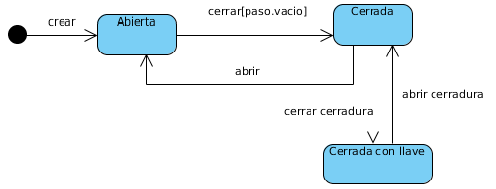 crear
Abierta
cerrar[paso.vacio]
Cerrada
abrir
cerrar cerradura
abrir cerradura
Cerrada con llave